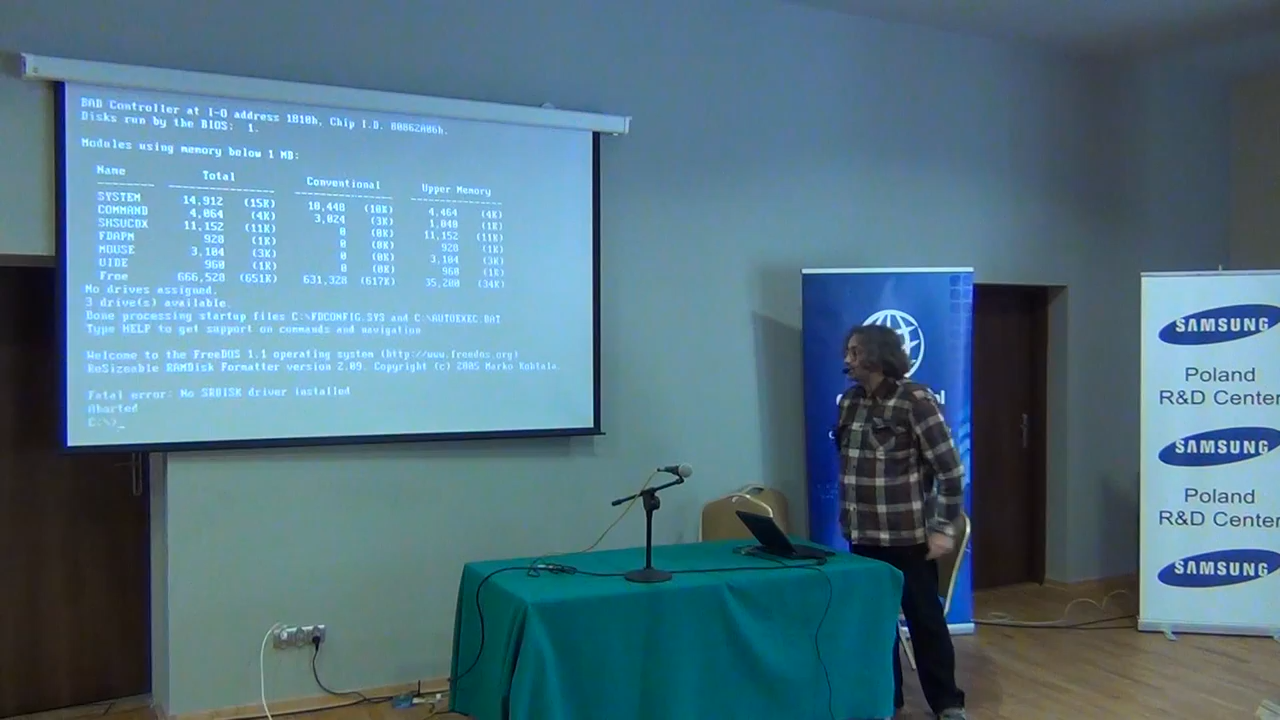 BAD Controller at I-O address 1810h, Chip I.D. 80862A06h.
Disks run by the BIOS: 1.
Modules using memory below 1 MB:
Name Total Conventional Upper Memory
SYSTEM 14,912 (15K) 10,448 (10K) 4,464 (4K)
COMMAND 4,064 (4K) 3,024 (3K) 1,040 (1K)
SHSUCDX 11,152 (11K) 0 (0K) 11,152 (11K)
FDAPM 928 (1K) 0 (0K) 928 (1K)
MOUSE 3,104 (3K) 0 (0K) 3,104 (3K)
UIDE 960 (1K) 0 (0K) 960 (1K)
Free 666,528 (651K) 631,328 (617K) 35,200 (34K)
No drives assigned.
3 drive(s) available.
Done processing startup files C:\FDCONFIG.SYS and C:\AUTOEXEC.BAT
Type HELP to get support on commands and navigation
Welcome to the FreeDOS 1.1 operating system (http://www.freedos.org)
ReSizeable RAMDisk Formatter version 2.09. Copyright (c) 2005 Marko Kohtala.
Fatal error: No SRDISK driver installed
Aborted
C:\>_
SAMSUNG
Poland
R&D Center
SAMSUNG
Poland
R&D Center
SAMSUNG